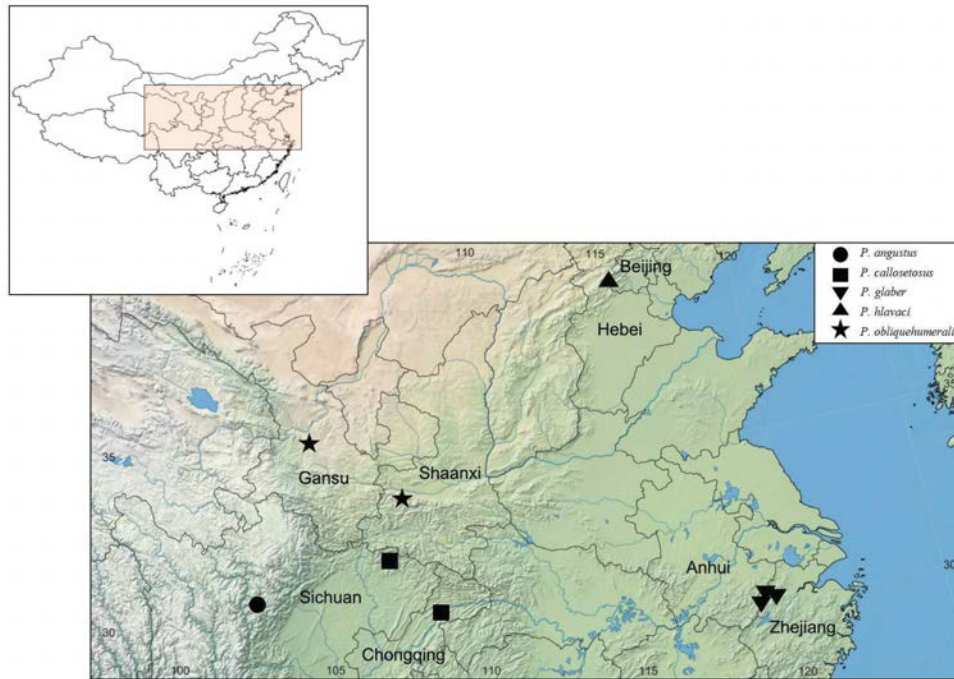 110
115
120
Beijing
Hebei
P. angustus
P. callosetosus
P. glaber
P. hlavaci
P. obliquehumerali
35
Gansu
Shaanxi
Anhui
30
Sichuan
30
Zhejiang
Chongqing
100
105
110
115
120